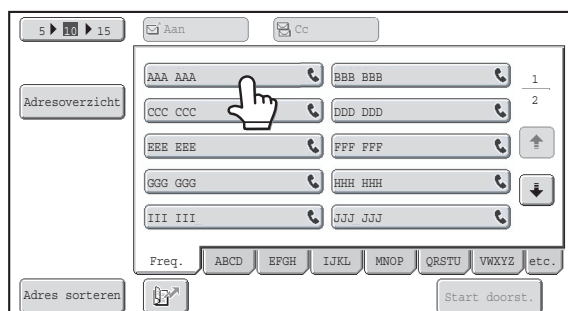 5 10 15 Aan Cc
Adresoverzicht
AAA AAA BBB BBB
1
2
CCC CCC DDD DDD
EEE EEE FFF FFF
GGG GGG HHH HHH
III III JJJ JJJ
Freq. ABCD EFGH IJKL MNOP QRSTU VWXYZ etc.
Adres sorteren Start doorst.